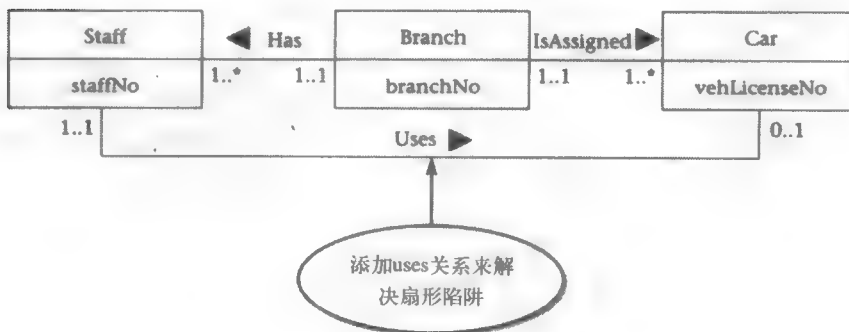 Staff
Has
Branch
IsAssigned
Car
staffNo
1..*
1..1
branchNo
1..1
1..*
vehLicenseNo
1..1
Uses
0..1
添加uses关系来解
决扇形陷阱